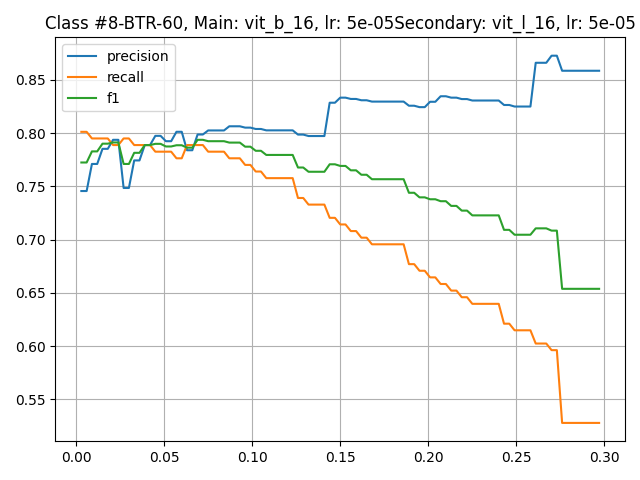 Class #8-BTR-60, Main: vit_b_16, lr: 5e-05Secondary: vit_l_16, lr: 5e-05
precision
recall
f1
0.85
0.80
0.75
0.70
0.65
0.60
0.55
0.00 0.05 0.10 0.15 0.20 0.25 0.30